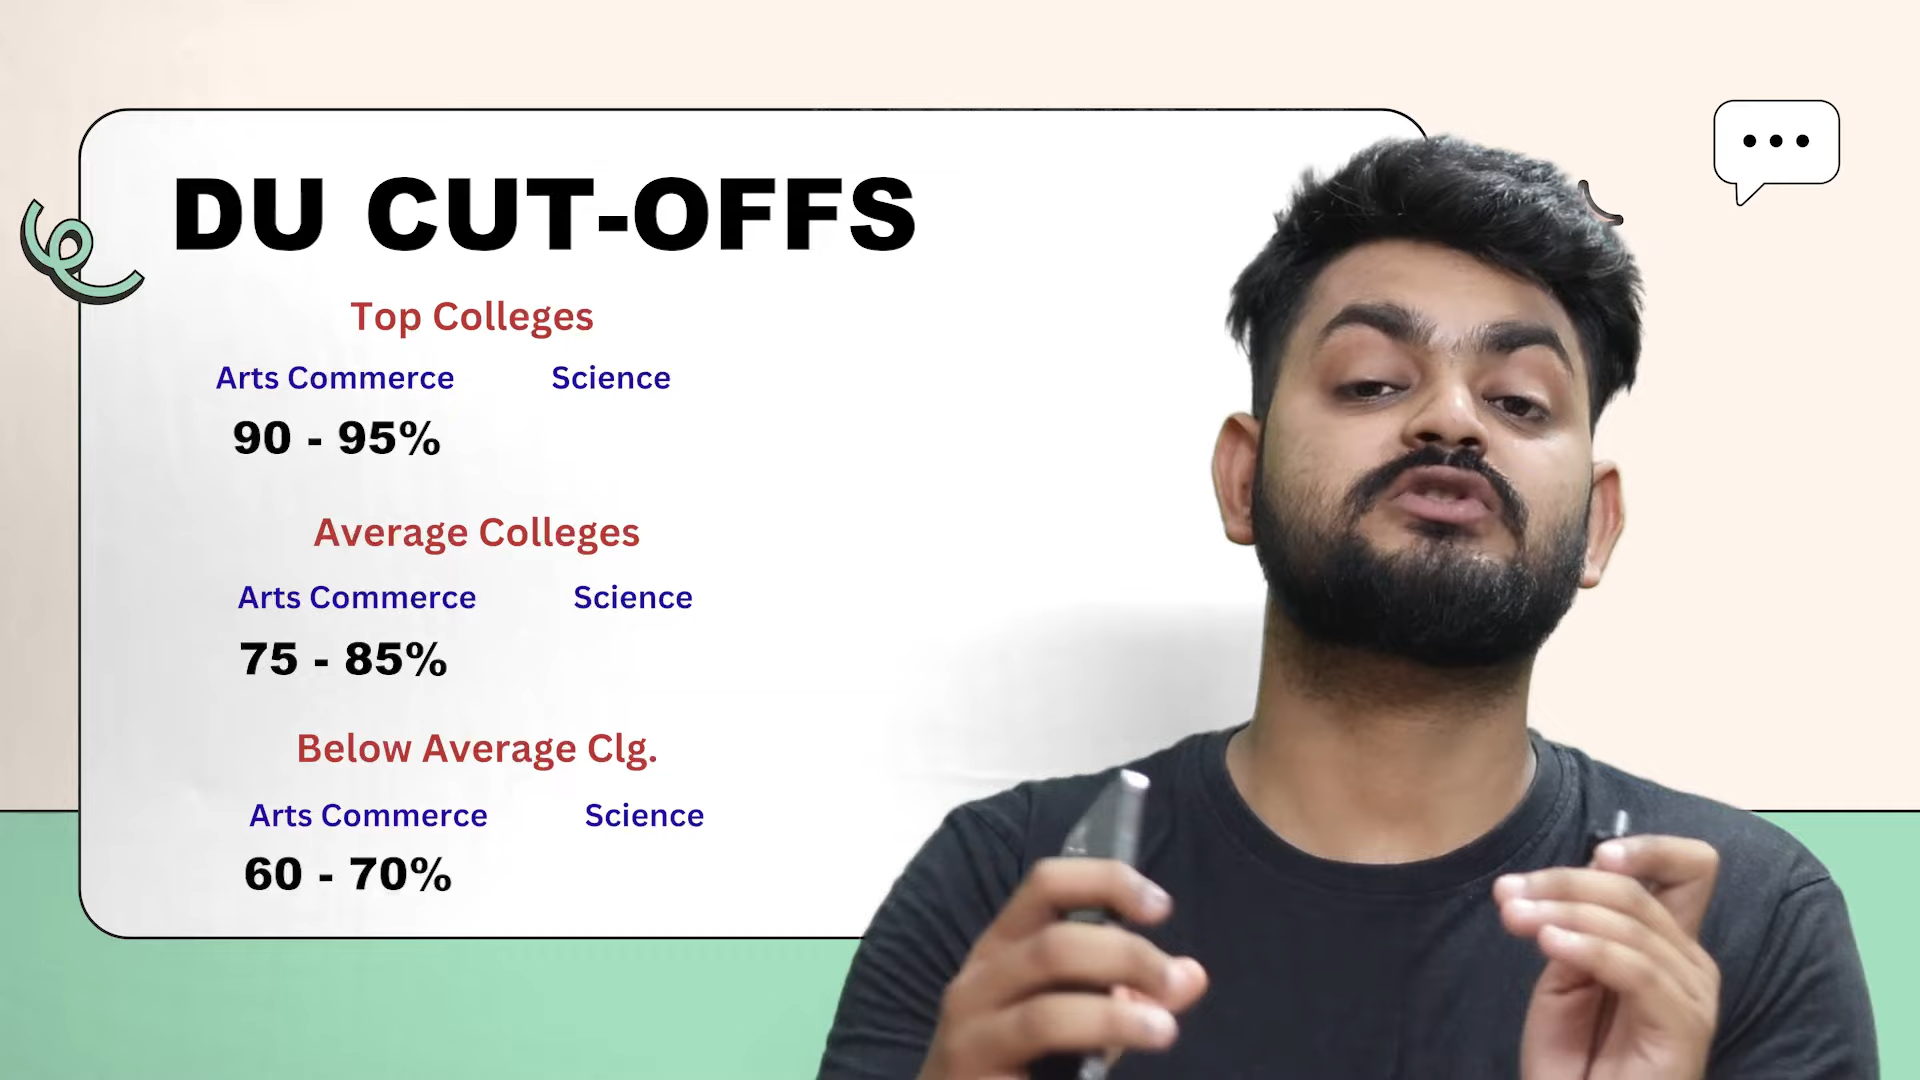 DU CUT-OFFS
Top Colleges
Arts Commerce Science
90 - 95%
Average Colleges
Arts Commerce Science
75 - 85%
Below Average Clg.
Arts Commerce Science
60 - 70%